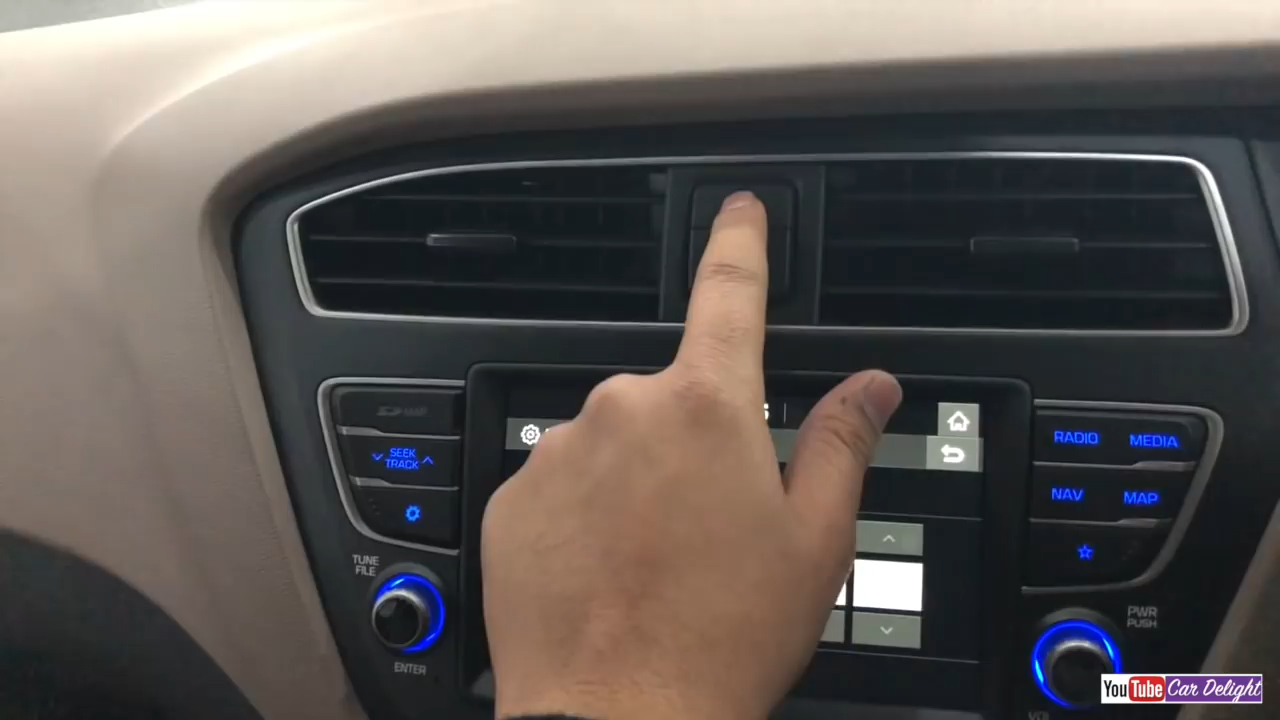 SEEK
TRACK
RADIO
MEDIA
NAV
MAP
TUNE
FILE
ENTER
PWR
PUSH
YouTube Car Delight